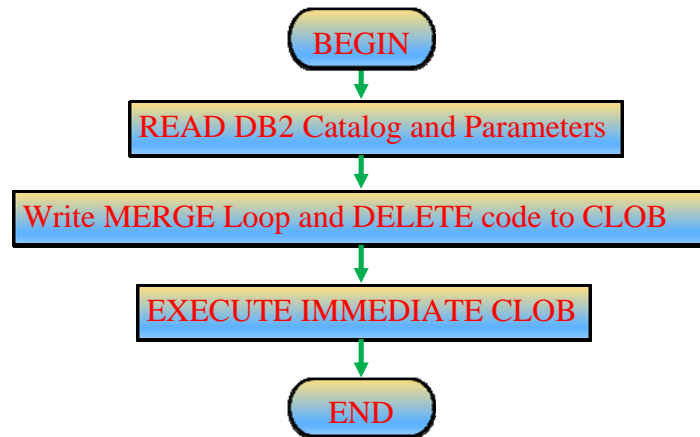 BEGIN
READ DB2 Catalog and Parameters
Write MERGE Loop and DELETE code to CLOB
EXECUTE IMMEDIATE CLOB
END